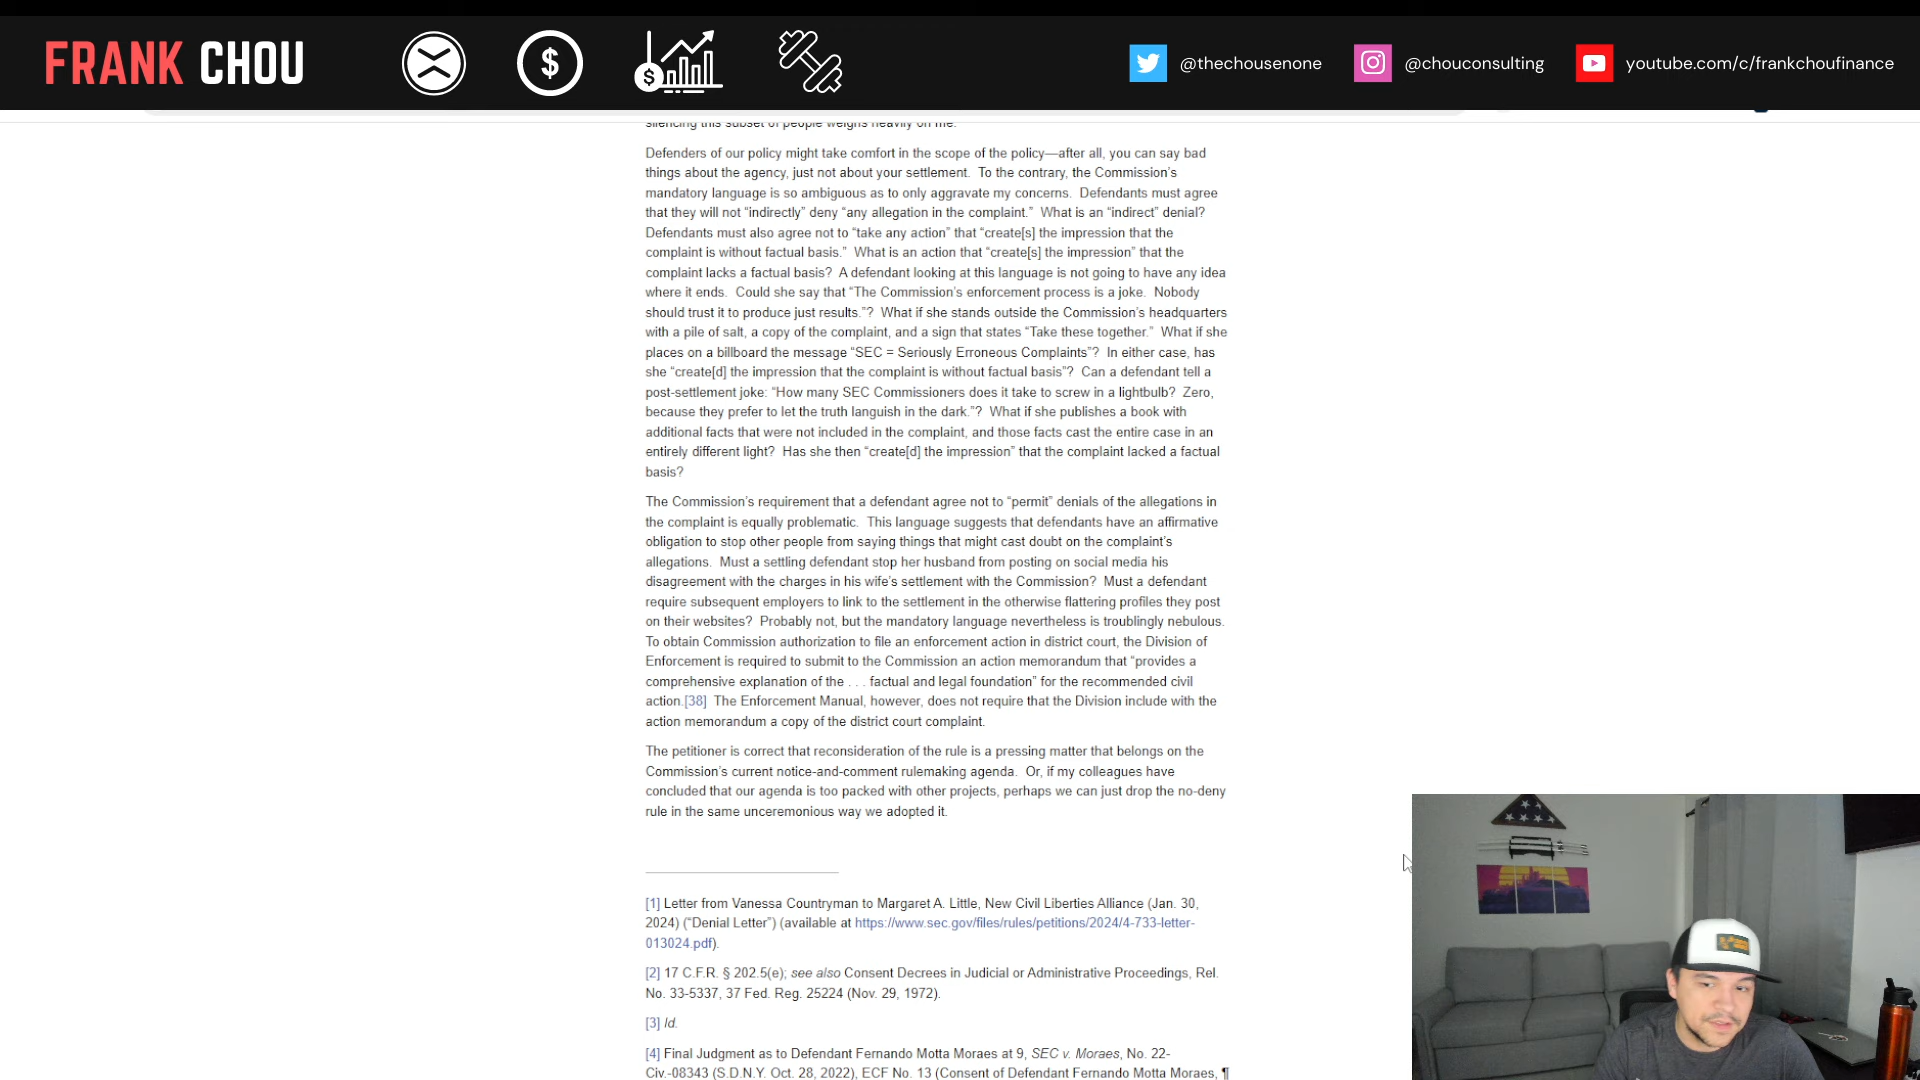 FRANK CHOU
@thechousenone
@chouconsulting
youtube.com/c/frankchoufinance
silencing this subset of people weighs heavily on me.
Defenders of our policy might take comfort in the scope of the policy—after all, you can say bad
things about the agency, just not about your settlement.  To the contrary, the Commission's
mandatory language is so ambiguous as to only aggravate my concerns.  Defendants must agree
that they will not “indirectly” deny “any allegation in the complaint.”  What is an “indirect” denial?
Defendants must also agree not to “take any action” that “create[s] the impression that the
complaint is without factual basis.”  What is an action that “create[s] the impression” that the
complaint lacks a factual basis?  A defendant looking at this language is not going to have any idea
where it ends.  Could she say that “The Commission's enforcement process is a joke.  Nobody
should trust it to produce just results.”?  What if she stands outside the Commission's headquarters
with a pile of salt, a copy of the complaint, and a sign that states “Take these together.”  What if she
places on a billboard the message “SEC = Seriously Erroneous Complaints”?  In either case, has
she “create[d] the impression that the complaint is without factual basis”?  Can a defendant tell a
post-settlement joke: “How many SEC Commissioners does it take to screw in a lightbulb?  Zero,
because they prefer to let the truth languish in the dark.”?  What if she publishes a book with
additional facts that were not included in the complaint, and those facts cast the entire case in an
entirely different light?  Has she then “create[d] the impression” that the complaint lacked a factual
basis?
The Commission's requirement that a defendant agree not to “permit” denials of the allegations in
the complaint is equally problematic.  This language suggests that defendants have an affirmative
obligation to stop other people from saying things that might cast doubt on the complaint's
allegations.  Must a settling defendant stop her husband from posting on social media his
disagreement with the charges in his wife's settlement with the Commission?  Must a defendant
require subsequent employers to link to the settlement in the otherwise flattering profiles they post
on their websites?  Probably not, but the mandatory language nevertheless is troublingly nebulous.
To obtain Commission authorization to file an enforcement action in district court, the Division of
Enforcement is required to submit to the Commission an action memorandum that “provides a
comprehensive explanation of the . . . factual and legal foundation” for the recommended civil
action.[38]  The Enforcement Manual, however, does not require that the Division include with the
action memorandum a copy of the district court complaint.
The petitioner is correct that reconsideration of the rule is a pressing matter that belongs on the
Commission's current notice-and-comment rulemaking agenda.  Or, if my colleagues have
concluded that our agenda is too packed with other projects, perhaps we can just drop the no-deny
rule in the same unceremonious way we adopted it.
[1] Letter from Vanessa Countryman to Margaret A. Little, New Civil Liberties Alliance (Jan. 30,
2024) (“Denial Letter”) (available at https://www.sec.gov/files/rules/petitions/2024/4-733-letter-
013024.pdf).
[2] 17 C.F.R. § 202.5(e); see also Consent Decrees in Judicial or Administrative Proceedings, Rel.
No. 33-5337, 37 Fed. Reg. 25224 (Nov. 29, 1972).
[3] Id.
[4] Final Judgment as to Defendant Fernando Motta Moraes at 9, SEC v. Moraes, No. 22-
Civ.-08343 (S.D.N.Y. Oct. 28, 2022), ECF No. 13 (Consent of Defendant Fernando Motta Moraes, ¶